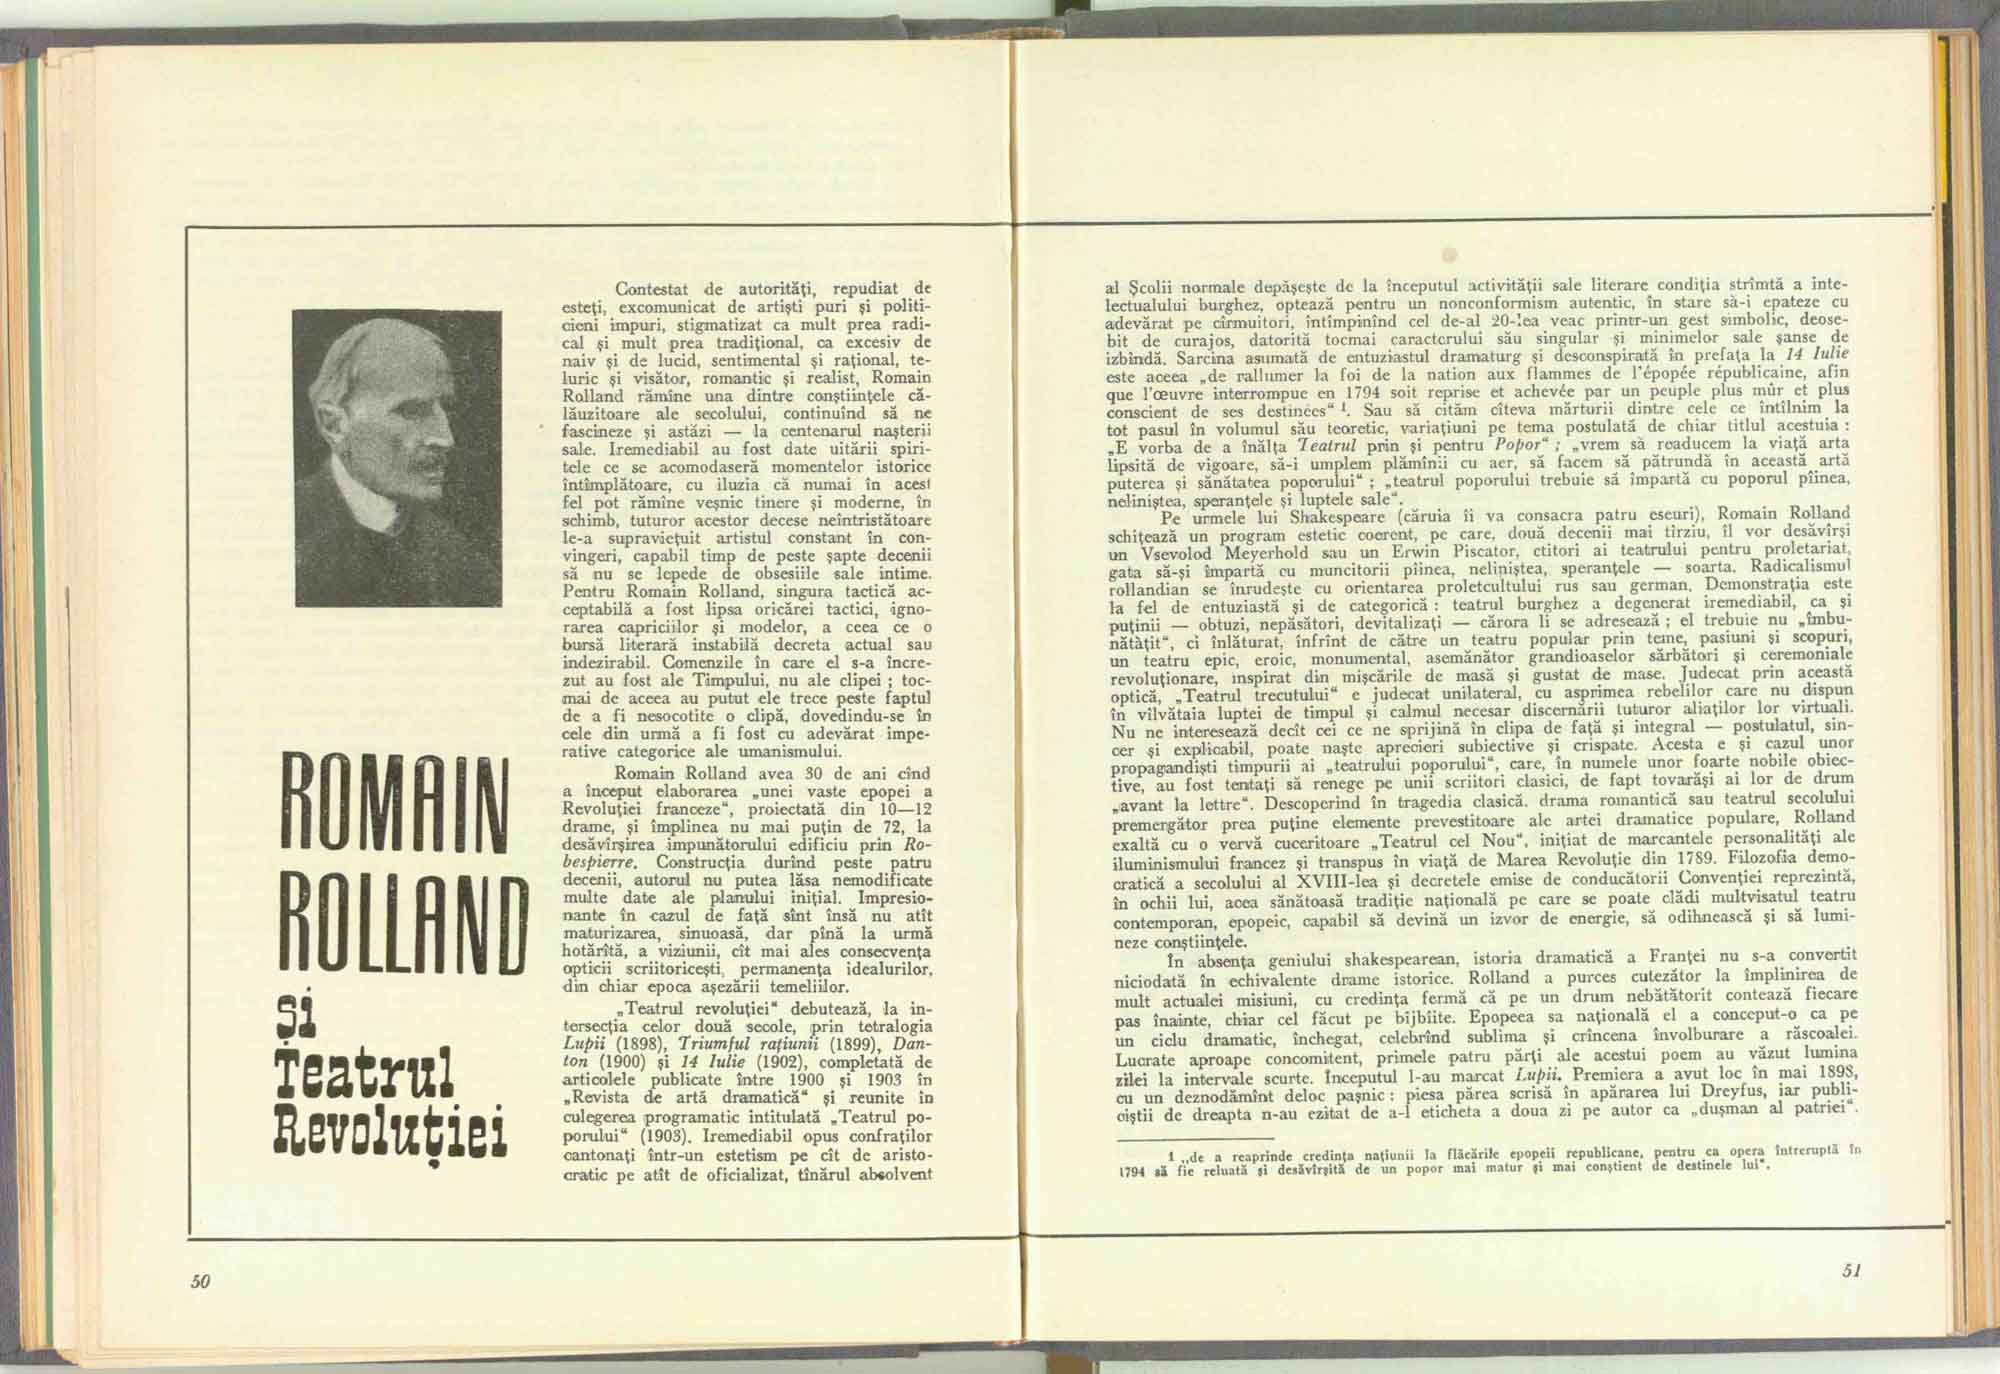 ROMAIN
ROLLAND
și
Teatrul
Revoluției
Contestat de autorități, repudiat de
esteți, excomunicat de artiști puri și politi-
cieni impuri, stigmatizat ca mult prea radi-
cal și mult prea tradițional, ca excesiv de
naiv și de lucid, sentimental și rațional, te-
luric și visător, romantic și realist, Romain
Rolland rămîne una dintre conștiințele că-
lăuzitoare ale secolului, continuînd să ne
fascineze și astăzi — la centenarul nașterii
sale. Iremediabil au fost date uitării spiri-
tele ce se acomodaseră momentelor istorice
întîmplătoare, cu iluzia că numai în acest
fel pot rămîne veșnic tinere și moderne, în
schimb, tuturor acestor decese neîntristătoare
le-a supraviețuit artistul constant în con-
vingeri, capabil timp de peste șapte decenii
să nu se lepede de obsesiile sale intime.
Pentru Romain Rolland, singura tactică ac-
ceptabilă a fost lipsa oricărei tactici, igno-
rarea capriciilor și modelor, a ceea ce o
bursă literară instabilă decreta actual sau
indezirabil. Comenzile în care el s-a încre-
zut au fost ale Timpului, nu ale clipei ; toc-
mai de aceea au putut ele trece peste faptul
de a fi nesocotite o clipă, dovedindu-se în
cele din urmă a fi fost cu adevărat impe-
rative categorice ale umanismului.
Romain Rolland avea 30 de ani cînd
a început elaborarea „unei vaste epopei a
Revoluției franceze“, proiectată din 10—12
drame, și împlinea nu mai puțin de 72, la
desăvîrșirea impunătorului edificiu prin Ro-
bespierre. Construcția durînd peste patru
decenii, autorul nu putea lăsa nemodificate
multe date ale planului inițial. Impresio-
nante în cazul de față sînt însă nu atît
maturizarea, sinuoasă, dar pînă la urmă
hotărîtă, a viziunii, cît mai ales consecvența
opticii scriitoricești, permanența idealurilor,
din chiar epoca așezării temeliilor.
„Teatrul revoluției“ debutează, la in-
tersecția celor două secole, prin tetralogia
Lupii (1898), Triumful rațiunii (1899), Dan-
ton (1900) și 14 Iulie (1902), completată de
articolele publicate între 1900 și 1903 în
„Revista de artă dramatică“ și reunite în
culegerea programatic intitulată „Teatrul po-
porului“ (1903). Iremediabil opus confraților
cantonați într-un estetism pe cît de aristo-
cratic pe atît de oficializat, tînărul absolvent
50
al Școlii normale depășește de la începutul activității sale literare condiția strîmtă a inte-
lectualului burghez, optează pentru un nonconformism autentic, în stare să-i epateze cu
adevărat pe cîrmuitori, întîmpinînd cel de-al 20-lea veac printr-un gest simbolic, deose-
bit de curajos, datorită tocmai caracterului său singular și minimelor sale șanse de
izbîndă. Sarcina asumată de entuziastul dramaturg și desconspirată în prefața la 14 Iulie
este aceea „de rallumer la foi de la nation aux flammes de l'épopée républicaine, afin
que l'œuvre interrompue en 1794 soit reprise et achevée par un peuple plus mûr et plus
conscient de ses destinées“ 1. Sau să cităm cîteva mărturii dintre cele ce întîlnim la
tot pasul în volumul său teoretic, variațiuni pe tema postulată de chiar titlul acestuia :
„E vorba de a înălța Teatrul prin și pentru Popor“ ; „vrem să readucem la viață arta
lipsită de vigoare, să-i umplem plămînii cu aer, să facem să pătrundă în această artă
puterea și sănătatea poporului“ ; „teatrul poporului trebuie să împartă cu poporul pîinea,
neliniștea, speranțele și luptele sale“.
Pe urmele lui Shakespeare (căruia îi va consacra patru eseuri), Romain Rolland
schițează un program estetic coerent, pe care, două decenii mai tîrziu, îl vor desăvîrși
un Vsevolod Meyerhold sau un Erwin Piscator, ctitori ai teatrului pentru proletariat,
gata să-și împartă cu muncitorii pîinea, neliniștea, speranțele — soarta. Radicalismul
rollandian se înrudește cu orientarea proletcultului rus sau german. Demonstrația este
la fel de entuziastă și de categorică : teatrul burghez a degenerat iremediabil, ca și
puținii — obtuzi, nepăsători, devitalizați — cărora li se adresează ; el trebuie nu „îmbu-
nătățit“, ci înlăturat, înfrînt de către un teatru popular prin teme, pasiuni și scopuri,
un teatru epic, eroic, monumental, asemănător grandioaselor sărbători și ceremoniale
revoluționare, inspirat din mișcările de masă și gustat de mase. Judecat prin această
optică, „Teatrul trecutului“ e judecat unilateral, cu asprimea rebelilor care nu dispun
în vîlvătaia luptei de timpul și calmul necesar discernării tuturor aliaților lor virtuali.
Nu ne interesează decît cei ce ne sprijină în clipa de față și integral — postulatul, sin-
cer și explicabil, poate naște aprecieri subiective și crispate. Acesta e și cazul unor
propagandiști timpurii ai „teatrului poporului“, care, în numele unor foarte nobile obiec-
tive, au fost tentați să renege pe unii scriitori clasici, de fapt tovarăși ai lor de drum
„avant la lettre“. Descoperind în tragedia clasică, drama romantică sau teatrul secolului
premergător prea puține elemente prevestitoare ale artei dramatice populare, Rolland
exaltă cu o vervă cuceritoare „Teatrul cel Nou“, inițiat de marcantele personalități ale
iluminismului francez și transpus în viață de Marea Revoluție din 1789. Filozofia demo-
cratică a secolului al XVIII-lea și decretele emise de conducătorii Convenției reprezintă,
în ochii lui, acea sănătoasă tradiție națională pe care se poate clădi multvisatul teatru
contemporan, epopeic, capabil să devină un izvor de energie, să odihnească și să lumi-
neze conștiințele.
În absența geniului shakespearean, istoria dramatică a Franței nu s-a convertit
niciodată în echivalente drame istorice. Rolland a purces cutezător la împlinirea de
mult actualei misiuni, cu credința fermă că pe un drum nebătătorit contează fiecare
pas înainte, chiar cel făcut pe bîjbîite. Epopeea sa națională el a conceput-o ca pe
un ciclu dramatic, închegat, celebrînd sublima și crîncena învolburare a răscoalei.
Lucrate aproape concomitent, primele patru părți ale acestui poem au văzut lumina
zilei la intervale scurte. Începutul l-au marcat Lupii. Premiera a avut loc în mai 1898,
cu un deznodămînt deloc pașnic : piesa părea scrisă în apărarea lui Dreyfus, iar publi-
ciștii de dreapta n-au ezitat de a-l eticheta a doua zi pe autor ca „dușman al patriei“.
1 „de a reaprinde credința națiunii la flăcările epopeii republicane, pentru ca opera întreruptă în
1794 să fie reluată și desăvîrșită de un popor mai matur și mai conștient de destinele lui“.
51